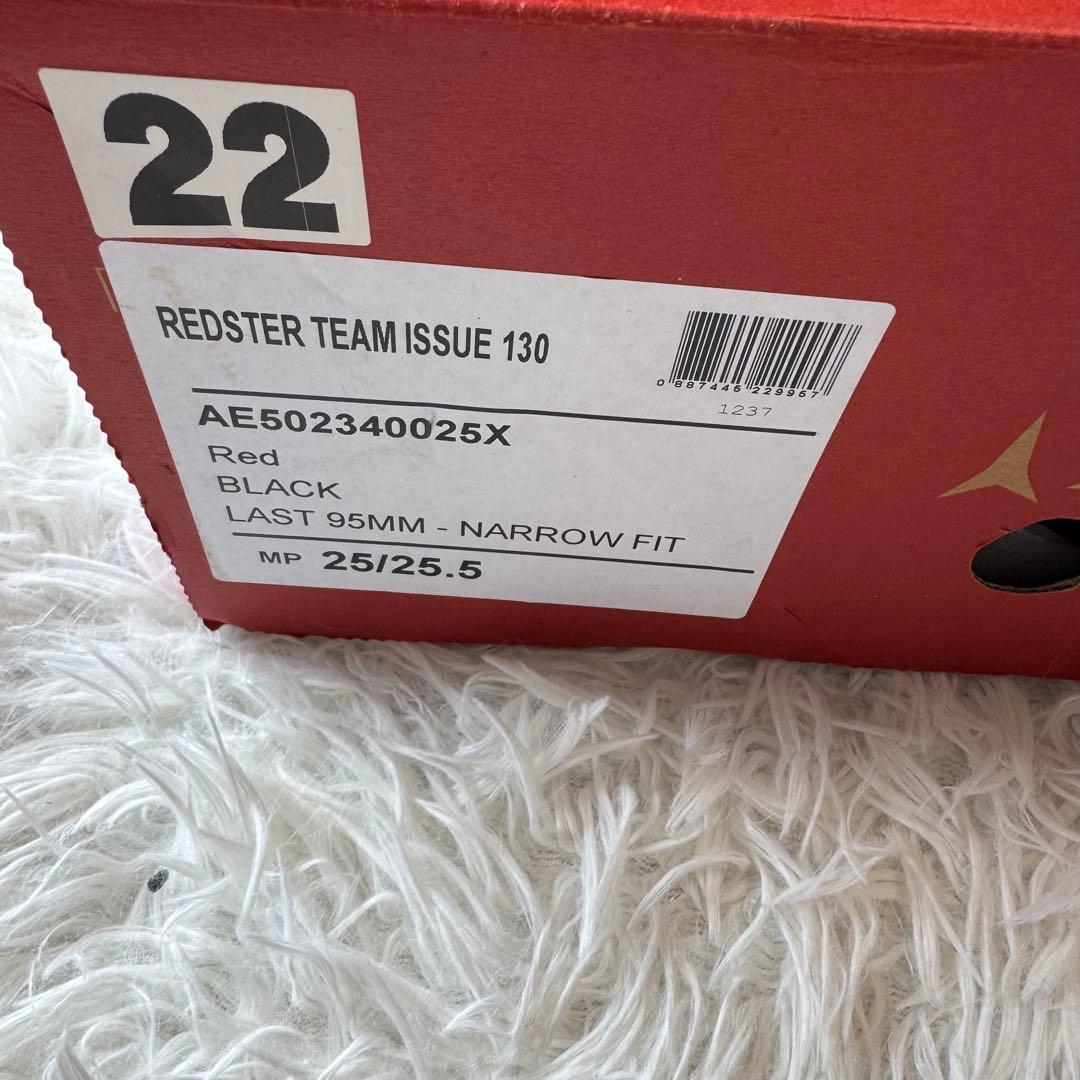 22
REDSTER TEAM ISSUE 130
0 887445 229957
1237
AE502340025X
Red
BLACK
LAST 95MM - NARROW FIT
MP 25/25.5